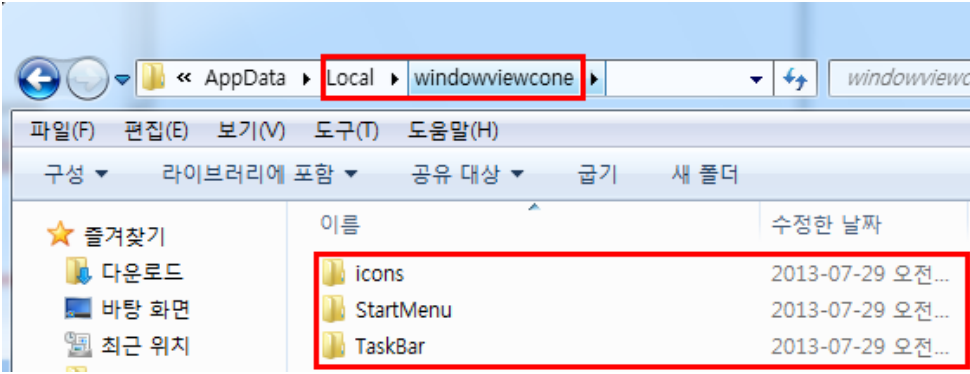 « AppData ▸ Local ▸ windowviewcone ▸ windowviewc
파일(F) 편집(E) 보기(V) 도구(T) 도움말(H)
구성 ▼ 라이브러리에 포함 ▼ 공유 대상 ▼ 굽기 새 폴더
즐겨찾기
다운로드
바탕 화면
최근 위치
이름 수정한 날짜
icons 2013-07-29 오전...
StartMenu 2013-07-29 오전...
TaskBar 2013-07-29 오전...